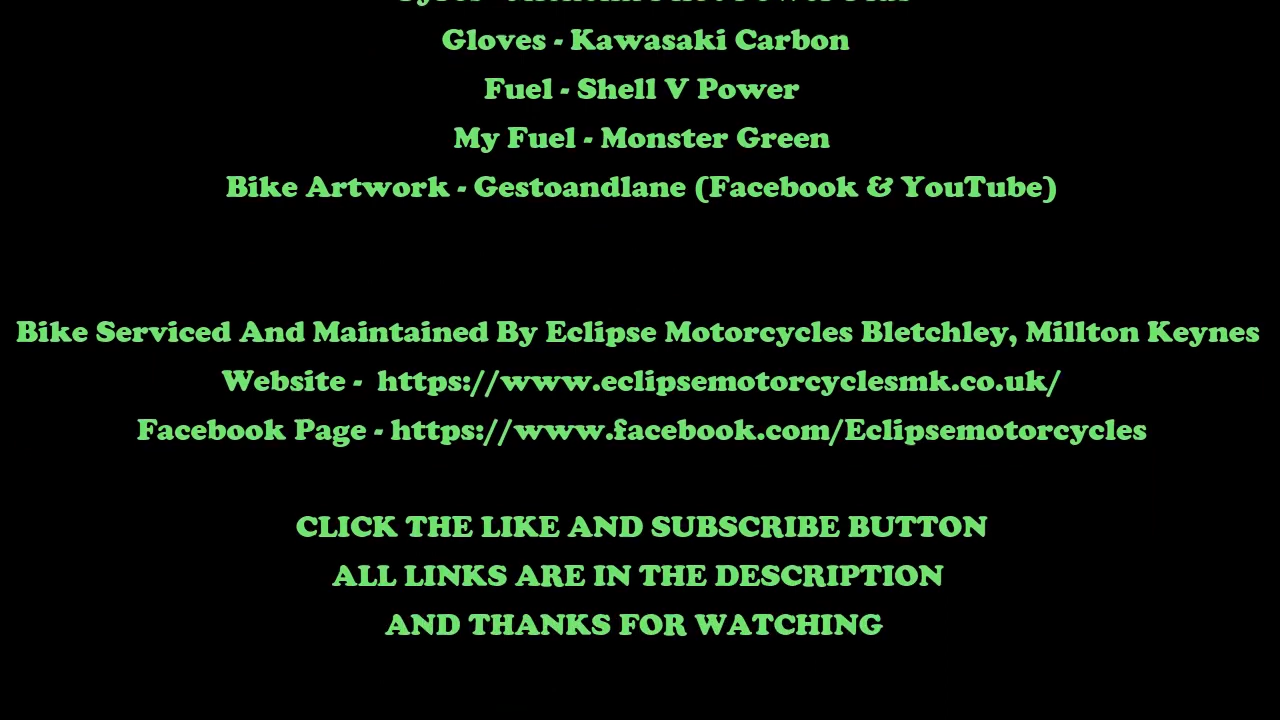 Gloves - Kawasaki Carbon
Fuel - Shell V Power
My Fuel - Monster Green
Bike Artwork - Gestoandlane (Facebook & YouTube)
Bike Serviced And Maintained By Eclipse Motorcycles Bletchley, Millton Keynes
Website -  https://www.eclipsemotorcyclesmk.co.uk/
Facebook Page - https://www.facebook.com/Eclipsemotorcycles
CLICK THE LIKE AND SUBSCRIBE BUTTON
ALL LINKS ARE IN THE DESCRIPTION
AND THANKS FOR WATCHING